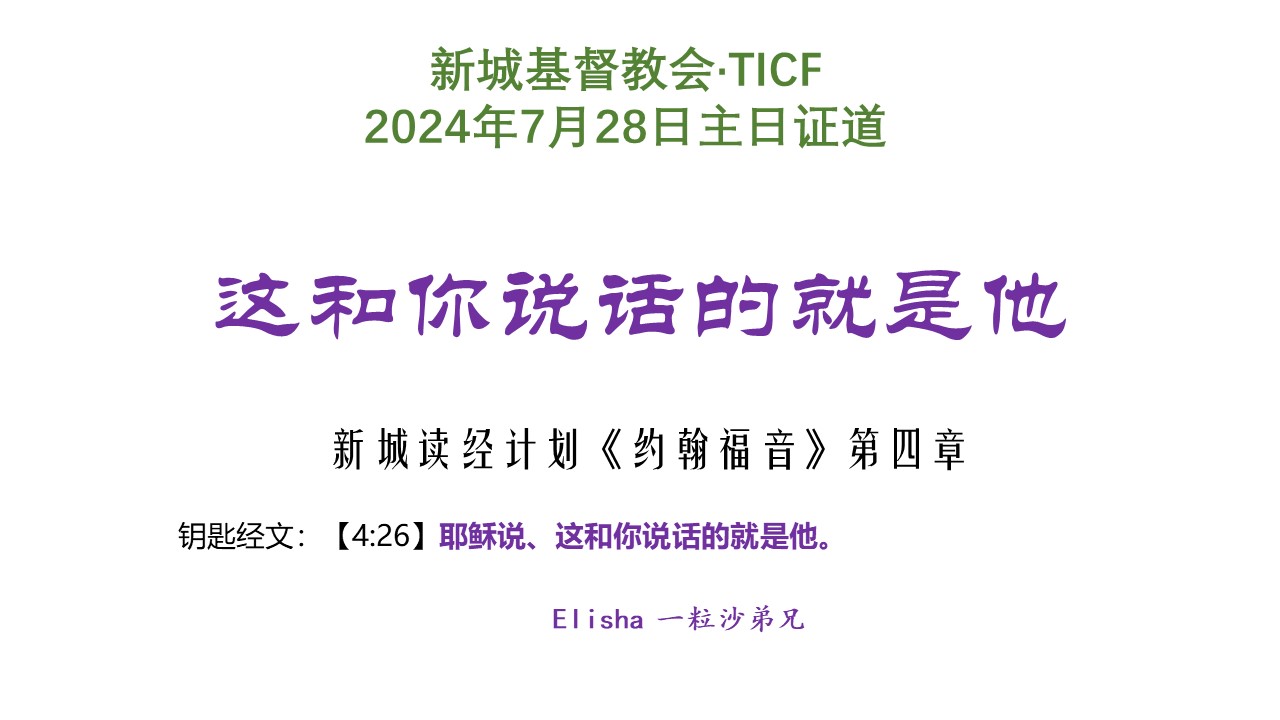 新城基督教会·TICF
2024年7月28日主日证道
这和你说话的就是他
新城读经计划《约翰福音》第四章
钥匙经文：【4:26】耶稣说、这和你说话的就是他。
Elisha 一粒沙弟兄